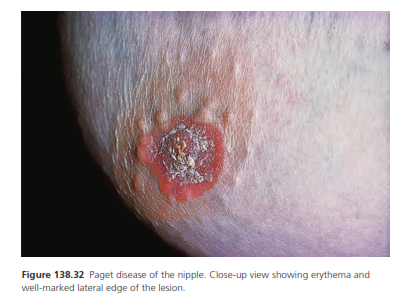 Figure 138.32 Paget disease of the nipple. Close-up view showing erythema and
well-marked lateral edge of the lesion.